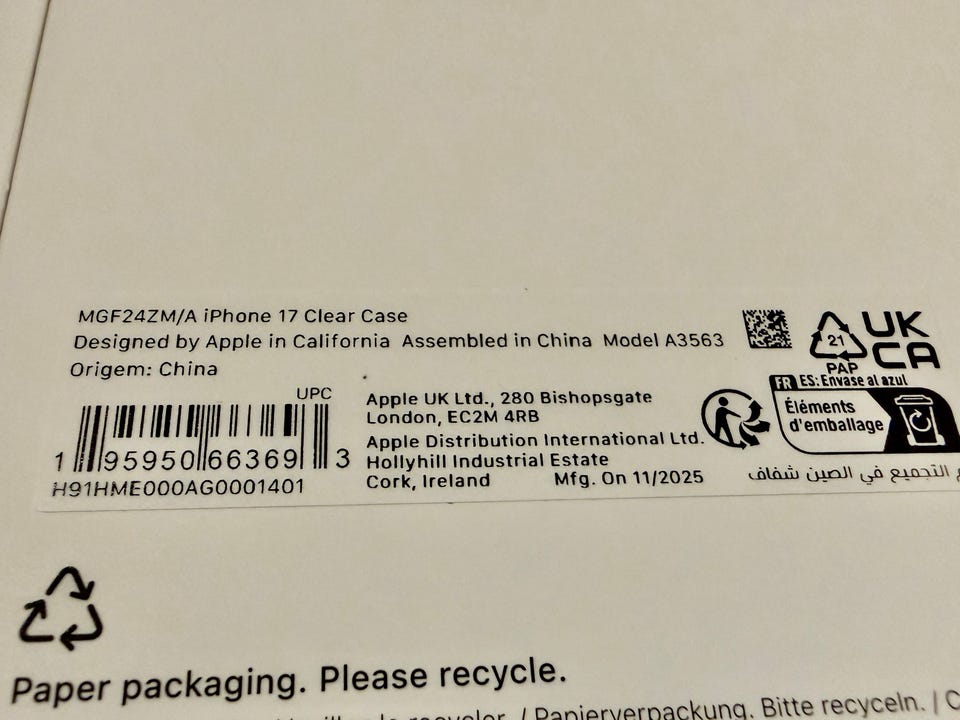 MGF24ZM/A iPhone 17 Clear Case
Designed by Apple in California Assembled in China Model A3563
Origem: China
UPC
1 95950 66369 3
H91HME000AG0001401
Apple UK Ltd., 280 Bishopsgate
London, EC2M 4RB
Apple Distribution International Ltd.
Hollyhill Industrial Estate
Cork, Ireland Mfg. On 11/2025
21
PAP
UK
CA
FR ES: Envase al azul
Éléments
d'emballage
التجميع في الصين شفاف
Paper packaging. Please recycle.
recycler. / Papierverpackung. Bitte recyceln. /